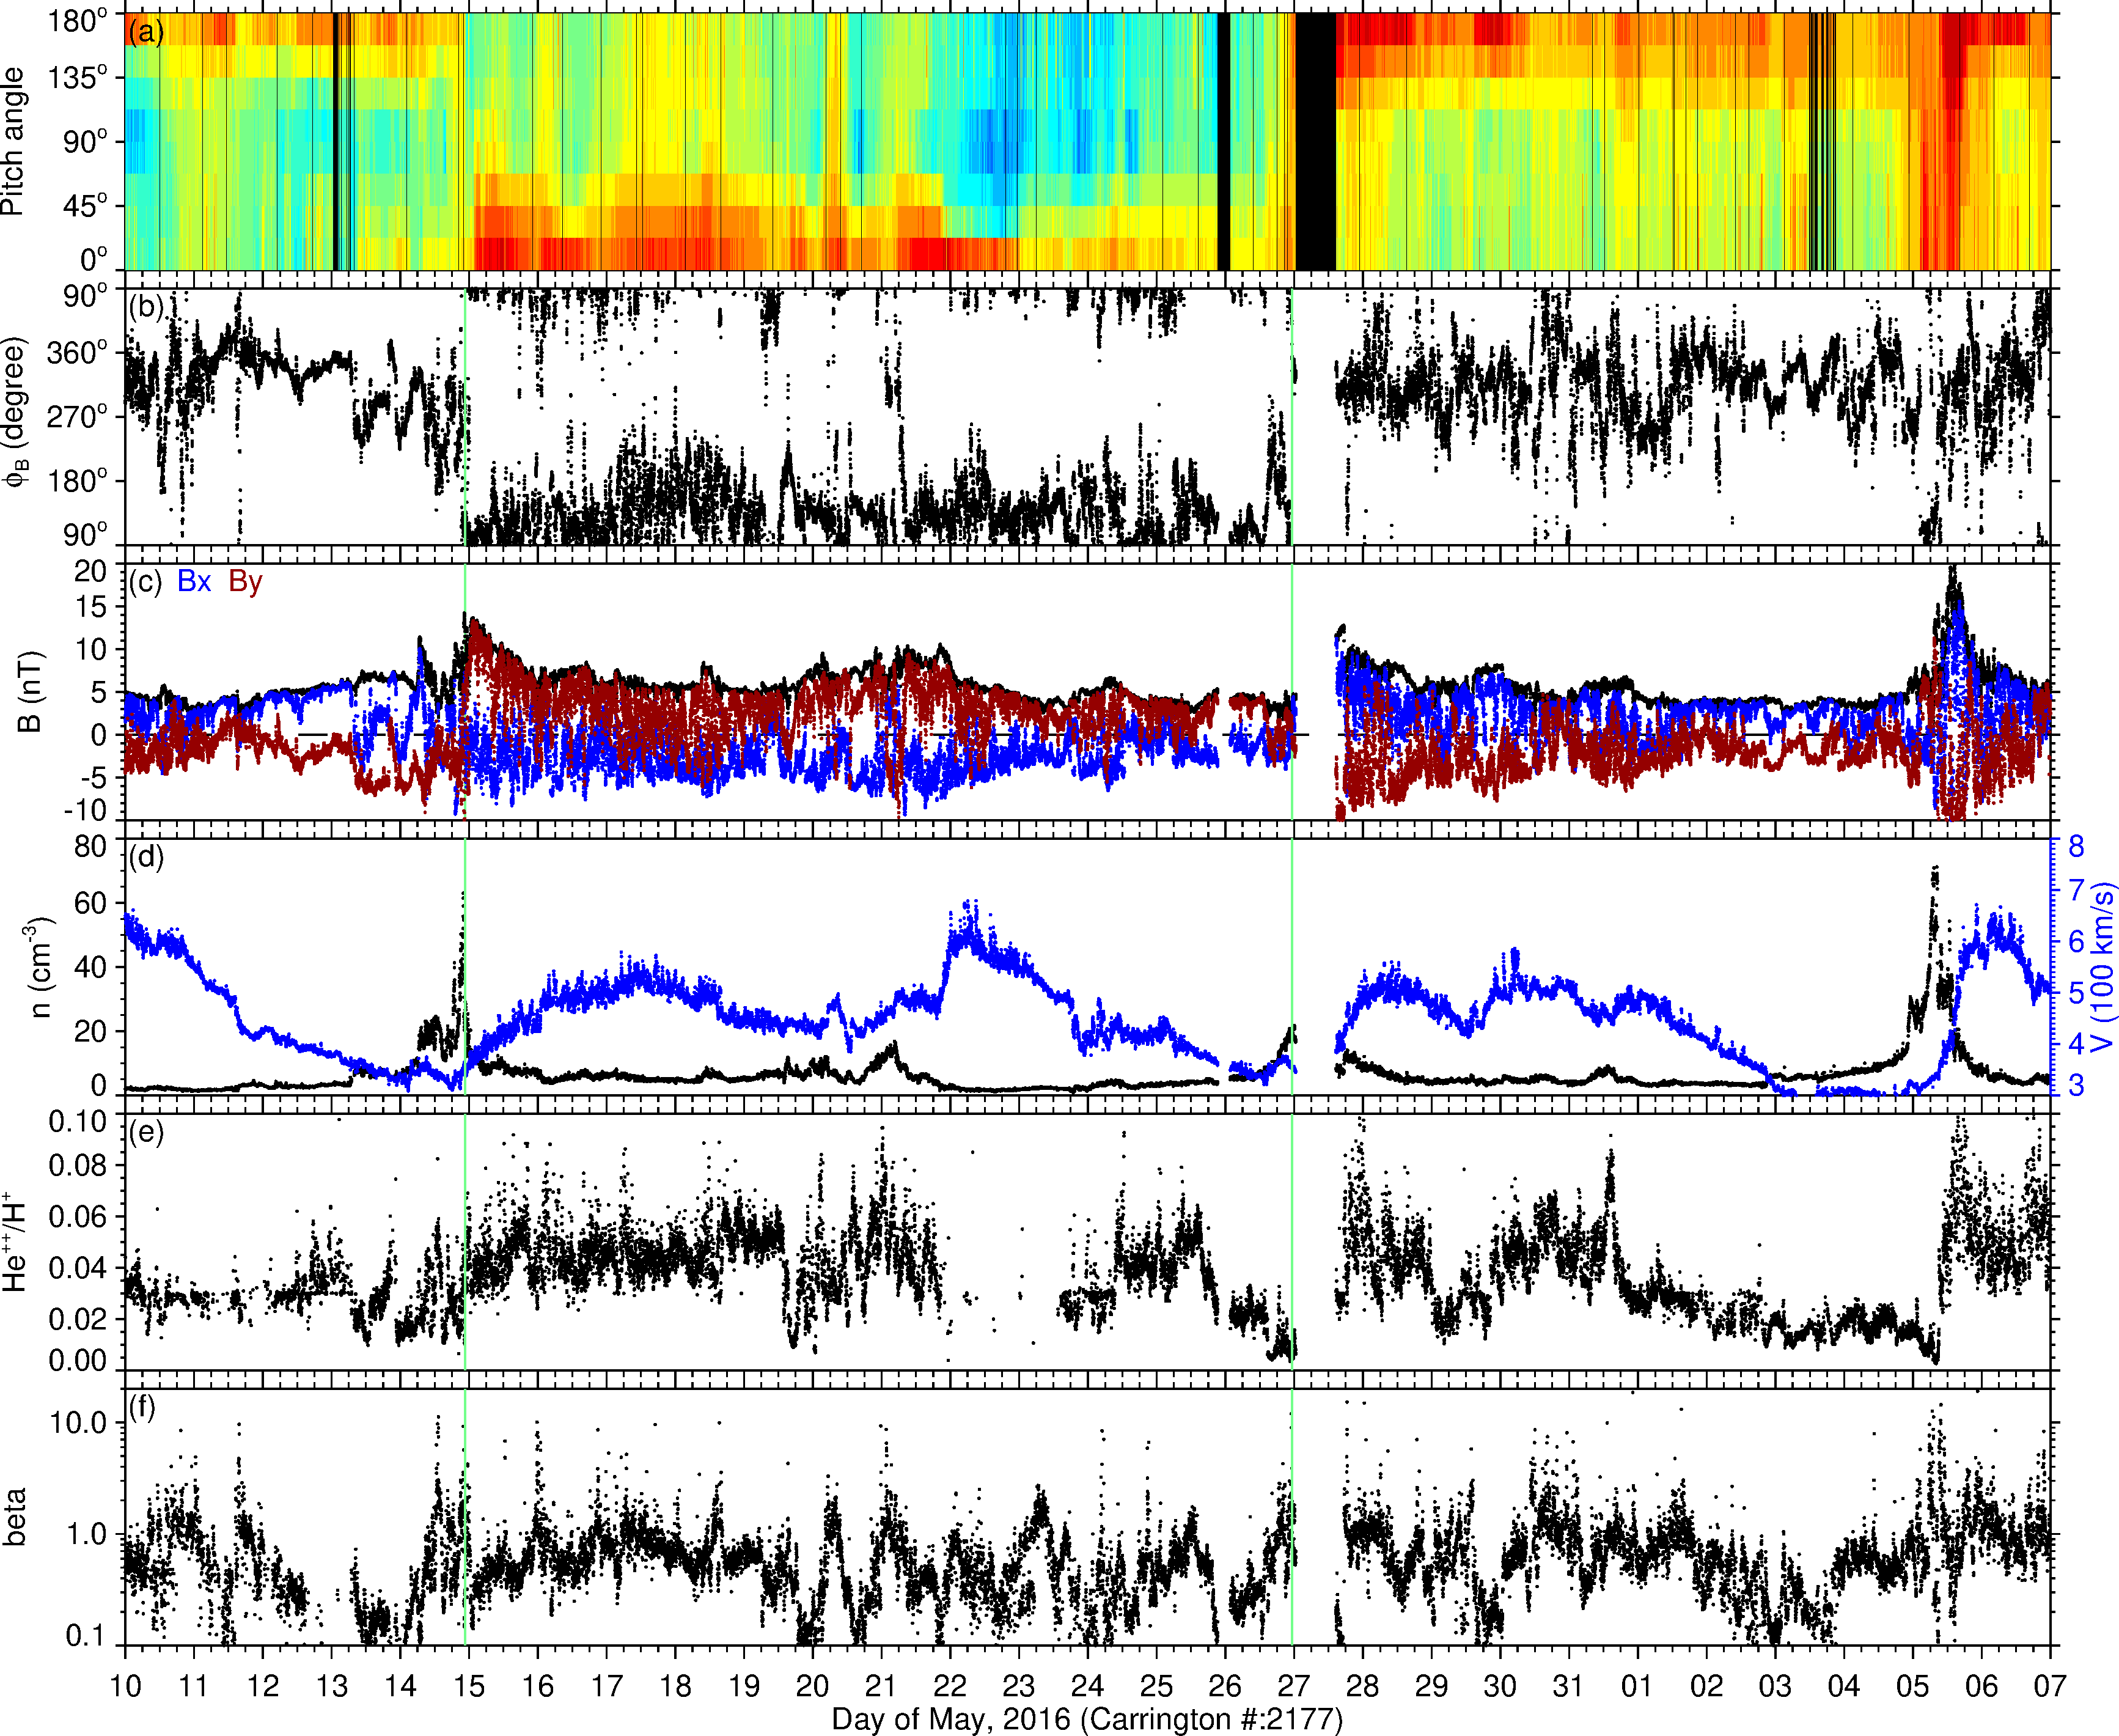 (a)
180°
135°
90°
45°
0°
Pitch angle
(b)
90°
360°
270°
180°
90°
ϕB (degree)
(c) Bx By
20
15
10
5
0
-5
-10
B (nT)
(d)
80
60
40
20
0
n (cm-3)
8
7
6
5
4
3
V (100 km/s)
(e)
0.10
0.08
0.06
0.04
0.02
0.00
He++/H+
(f)
10.0
1.0
0.1
beta
10 11 12 13 14 15 16 17 18 19 20 21 22 23 24 25 26 27 28 29 30 31 01 02 03 04 05 06 07
Day of May, 2016 (Carrington #:2177)